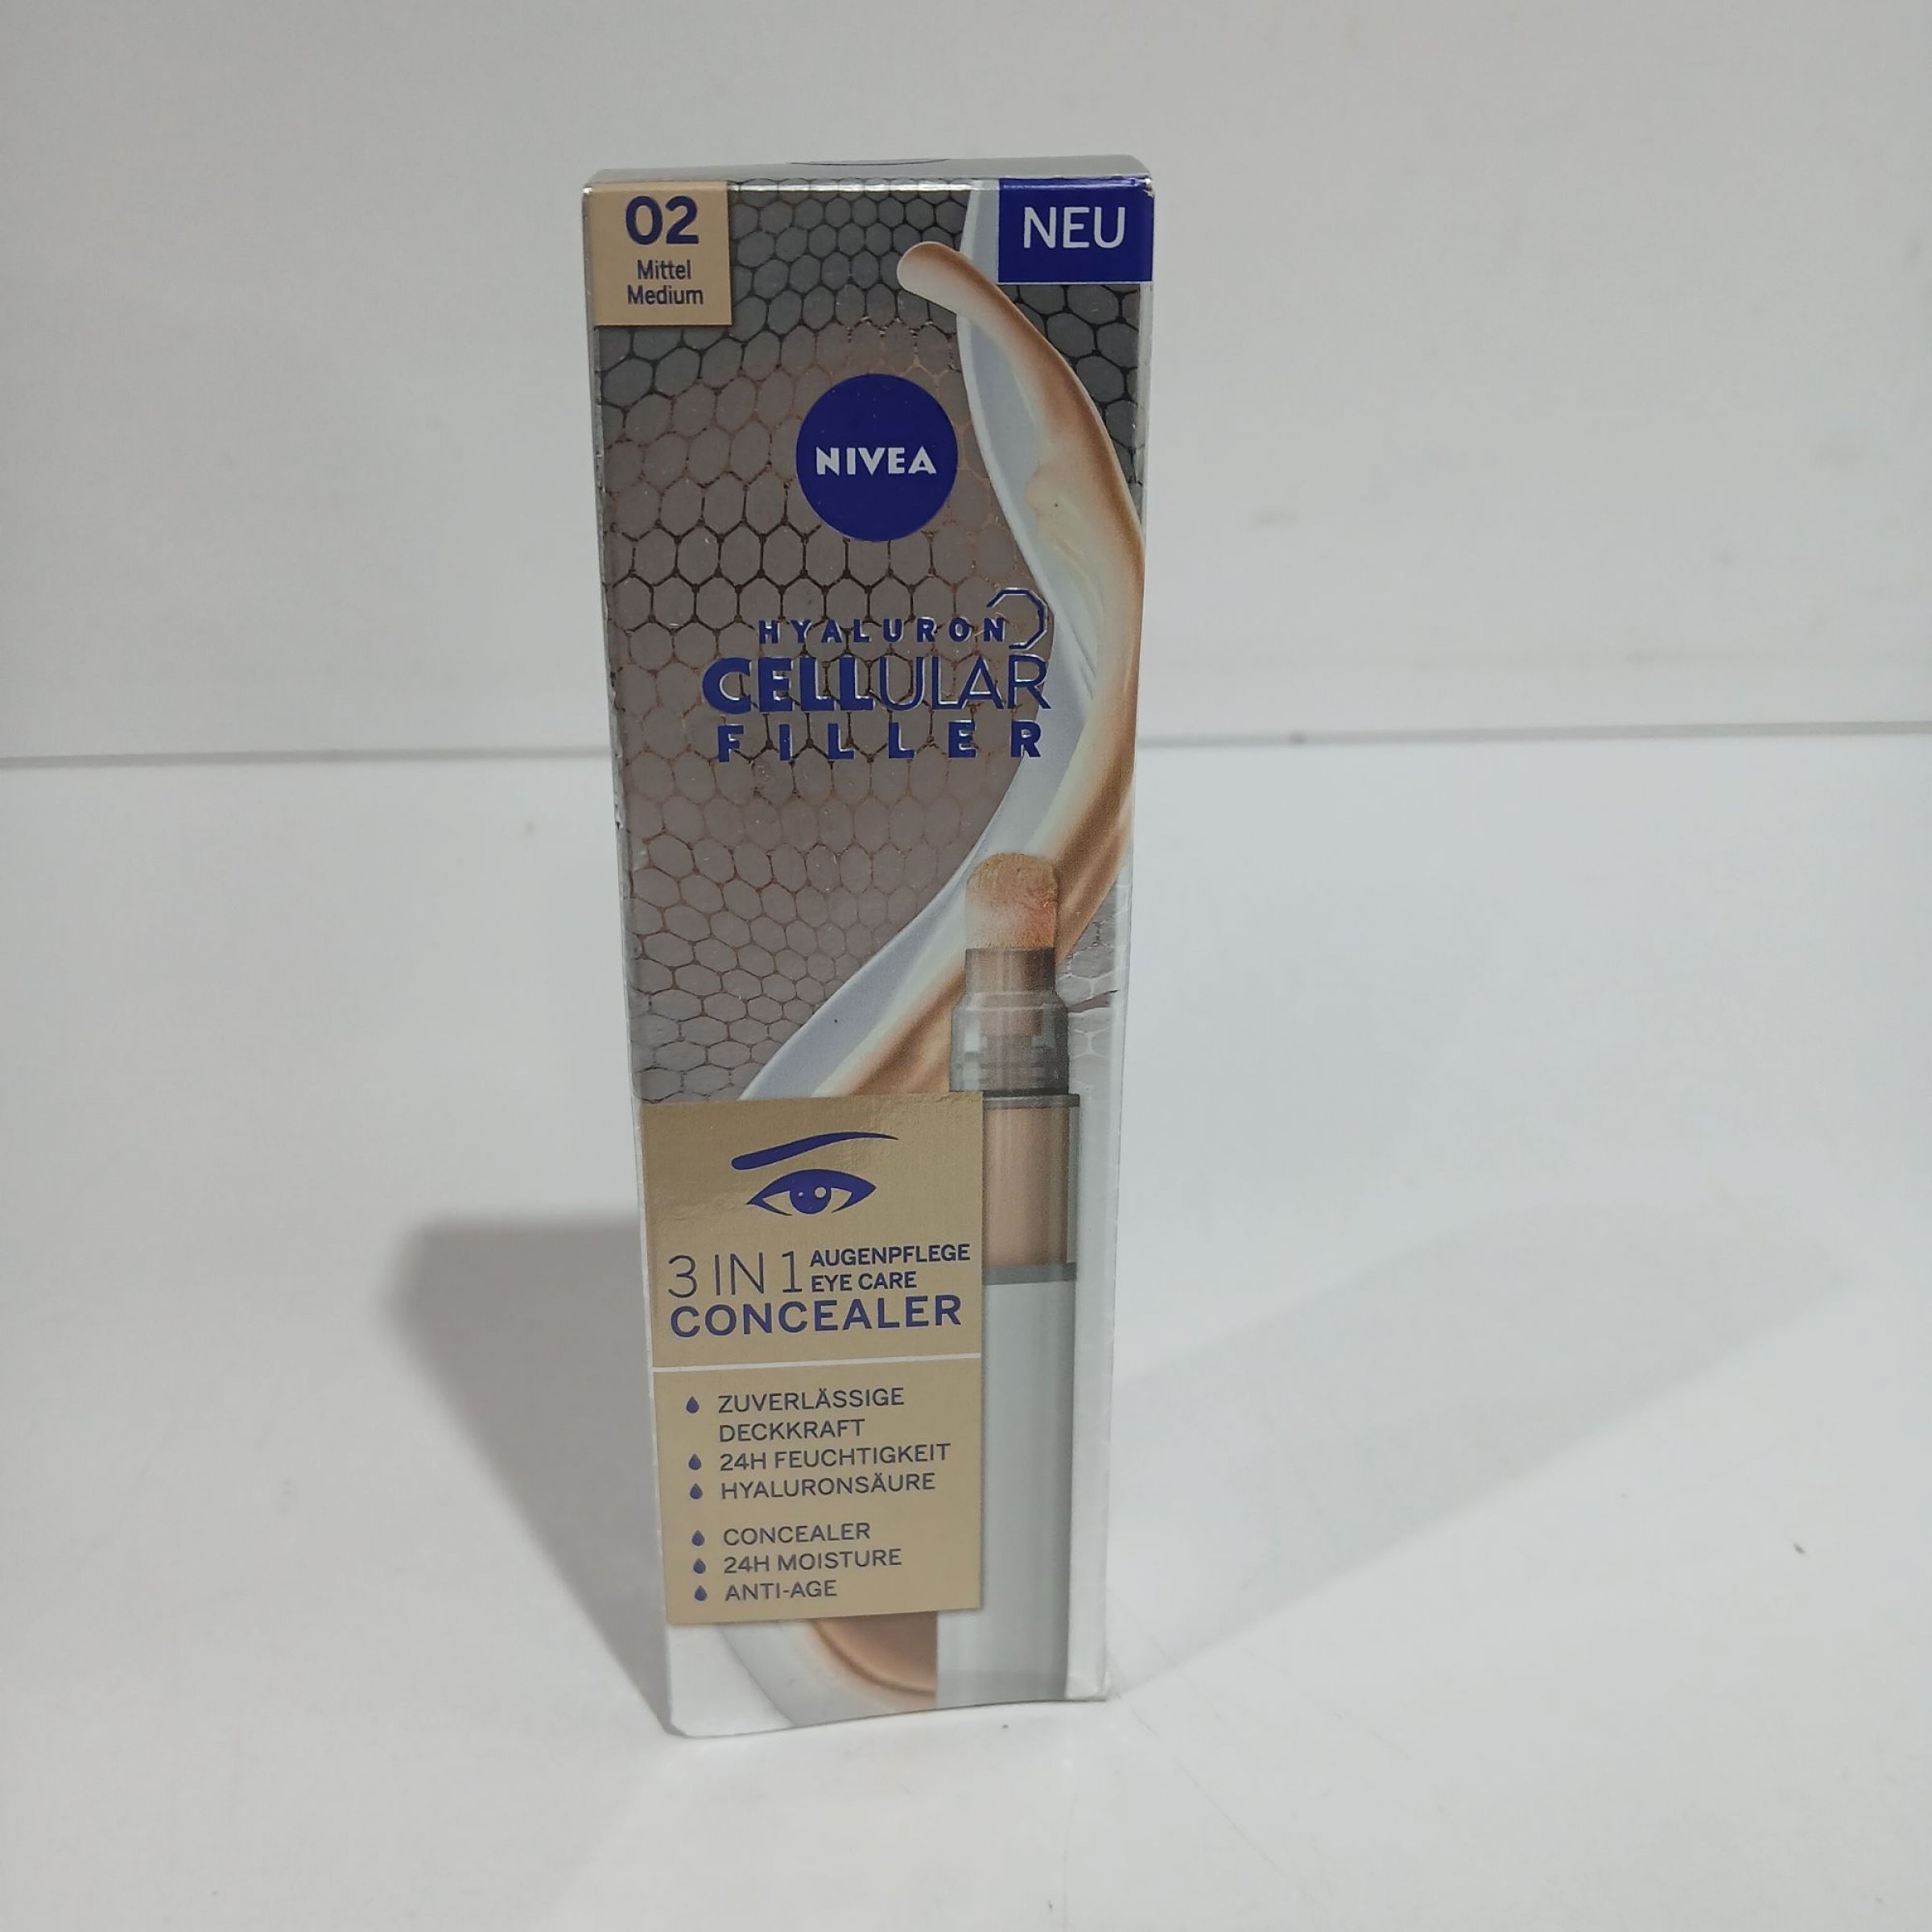 02
Mittel
Medium
NEU
NIVEA
HYALURON
CELLULAR
FILLER
3 IN 1 AUGENPFLEGE
EYE CARE
CONCEALER
ZUVERLÄSSIGE
DECKKRAFT
24H FEUCHTIGKEIT
HYALURONSÄURE
CONCEALER
24H MOISTURE
ANTI-AGE